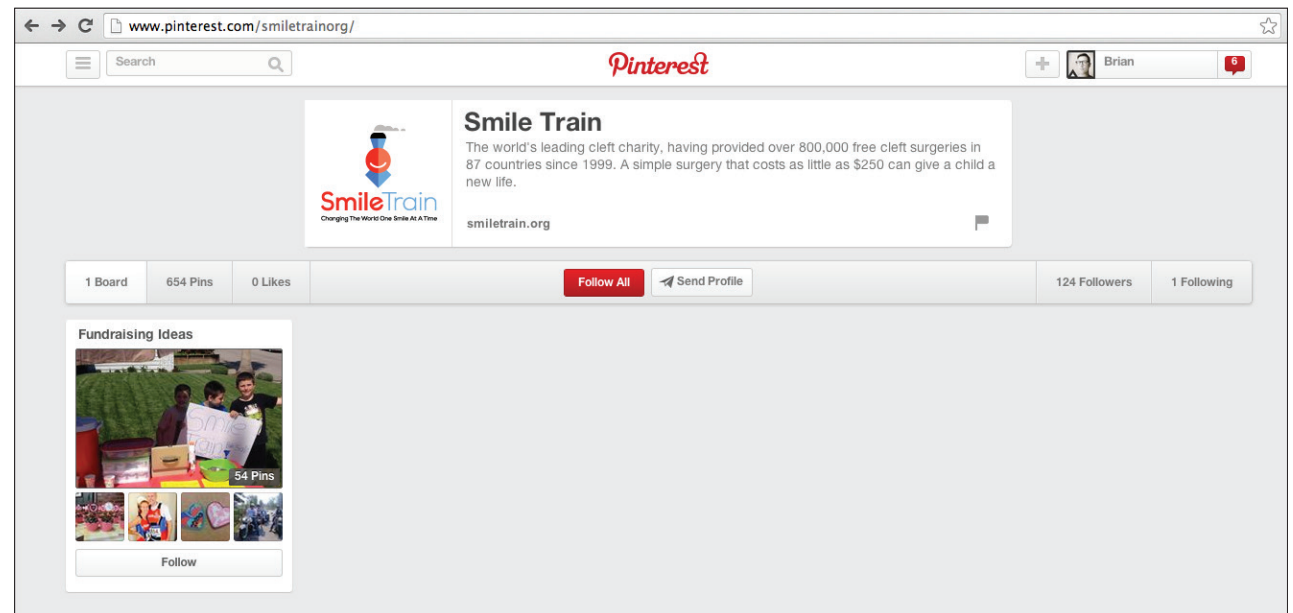 www.pinterest.com/smiletrainorg/
Search
Pinterest
Brian
6
Smile Train
The world's leading cleft charity, having provided over 800,000 free cleft surgeries in
87 countries since 1999. A simple surgery that costs as little as $250 can give a child a
new life.
SmileTrain
Changing The World One Smile At A Time
smiletrain.org
1 Board
654 Pins
0 Likes
Follow All
Send Profile
124 Followers
1 Following
Fundraising Ideas
Smile
Train
54 Pins
Follow